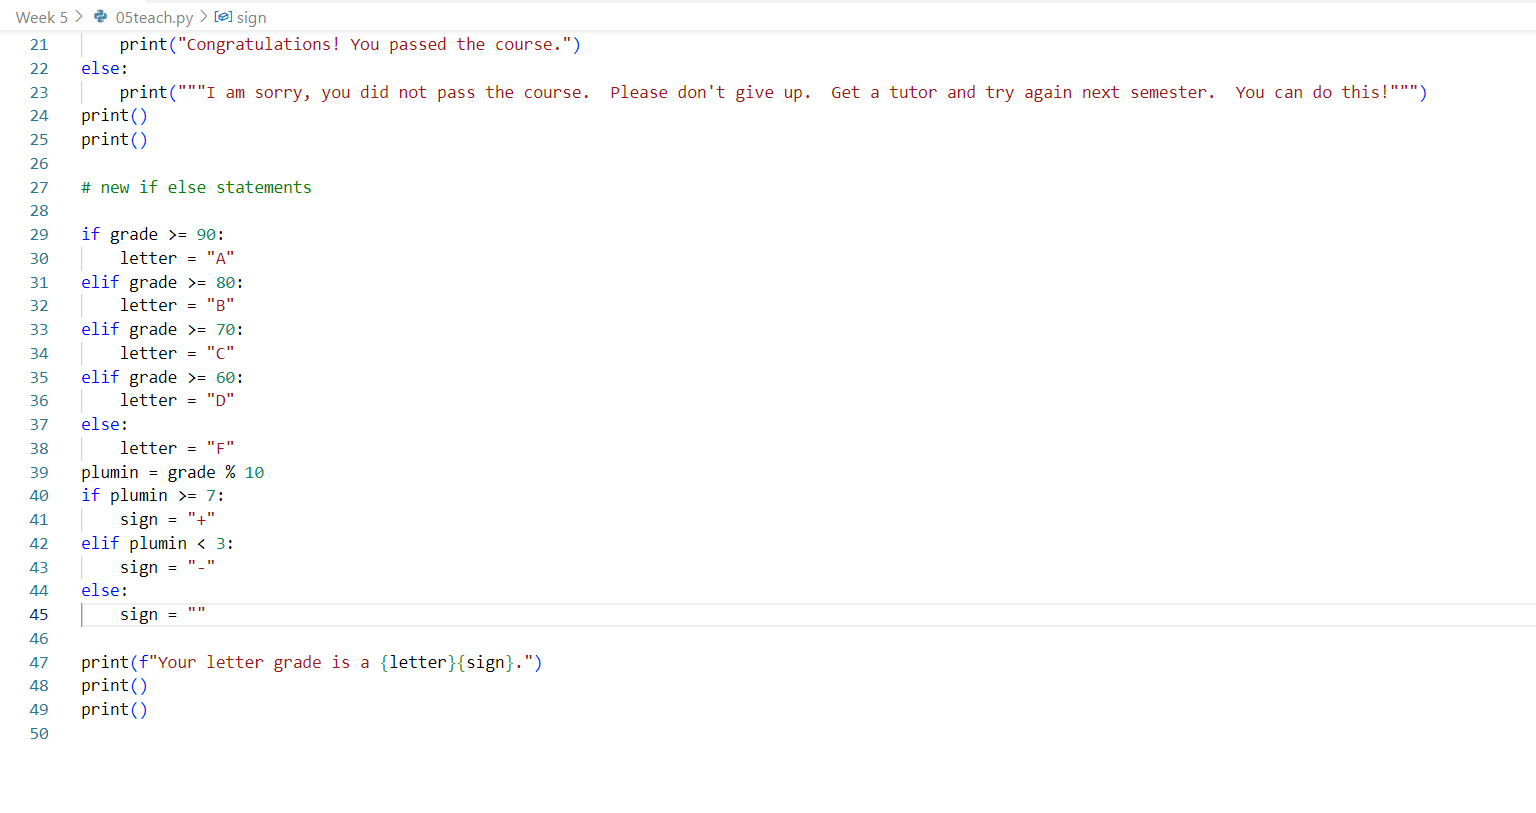 Week 5 > 05teach.py > sign
21     print("Congratulations! You passed the course.")
22 else:
23     print("""I am sorry, you did not pass the course.  Please don't give up.  Get a tutor and try again next semester.  You can do this!""")
24 print()
25 print()
26
27 # new if else statements
28
29 if grade >= 90:
30     letter = "A"
31 elif grade >= 80:
32     letter = "B"
33 elif grade >= 70:
34     letter = "C"
35 elif grade >= 60:
36     letter = "D"
37 else:
38     letter = "F"
39 plumin = grade % 10
40 if plumin >= 7:
41     sign = "+"
42 elif plumin < 3:
43     sign = "-"
44 else:
45     sign = ""
46
47 print(f"Your letter grade is a {letter}{sign}.")
48 print()
49 print()
50